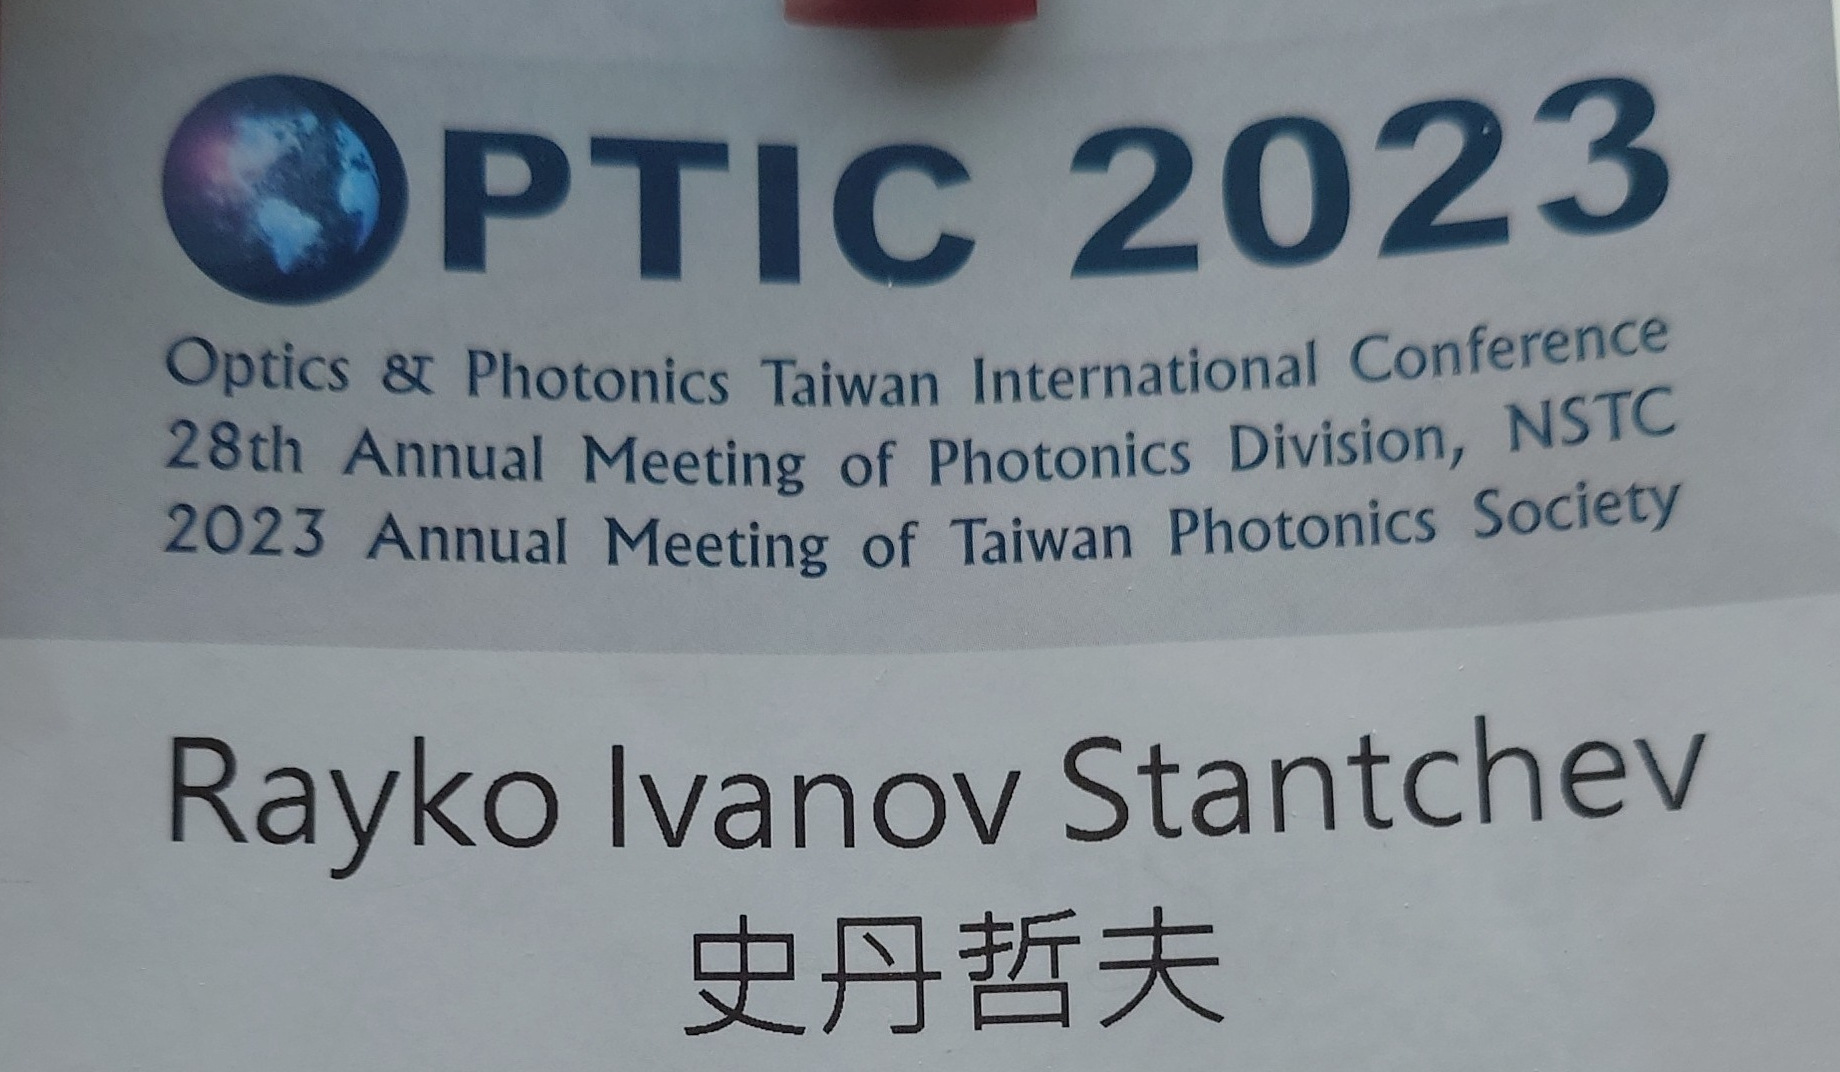 OPTIC 2023
Optics & Photonics Taiwan International Conference
28th Annual Meeting of Photonics Division, NSTC
2023 Annual Meeting of Taiwan Photonics Society
Rayko Ivanov Stantchev
史丹哲夫